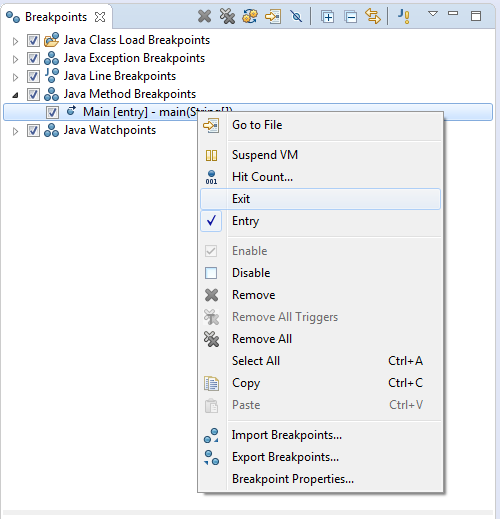 Breakpoints
Java Class Load Breakpoints
Java Exception Breakpoints
Java Line Breakpoints
Java Method Breakpoints
Main [entry] - main(String[])
Java Watchpoints
Go to File
Suspend VM
001 Hit Count...
Exit
Entry
Enable
Disable
Remove
Remove All Triggers
Remove All
Select All Ctrl+A
Copy Ctrl+C
Paste Ctrl+V
Import Breakpoints...
Export Breakpoints...
Breakpoint Properties...